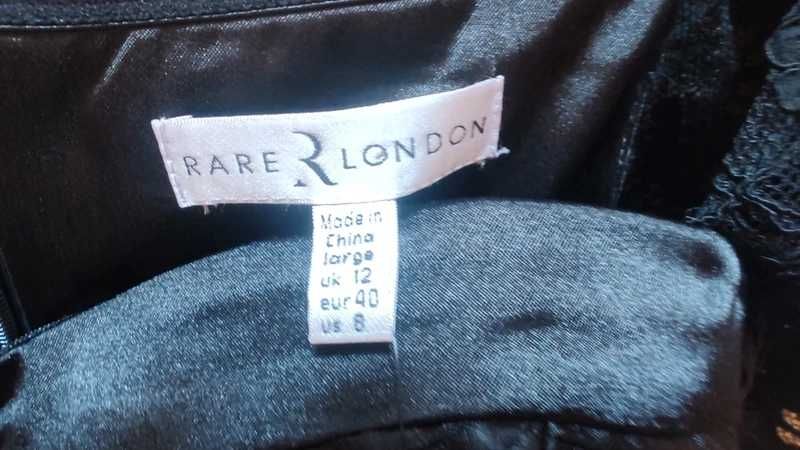 RARE R LONDON
Made in
China
large
uk 12
eur 40
us 8